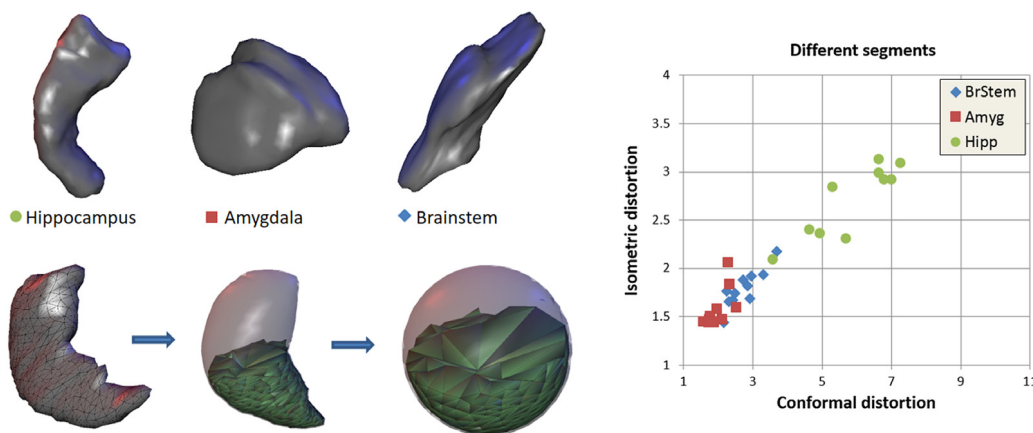 Hippocampus
Amygdala
Brainstem
Different segments
4
3.5
3
2.5
2
1.5
1
1 3 5 7 9 11
Isometric distortion
Conformal distortion
BrStem
Amyg
Hipp